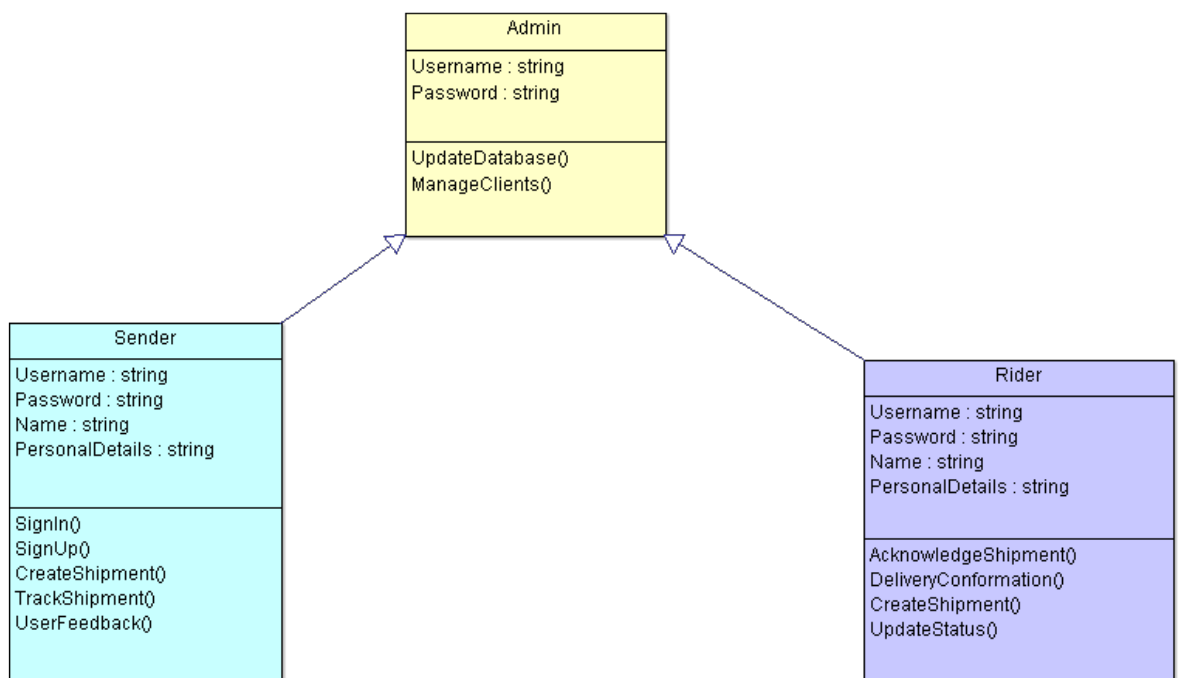 Admin
Username : string
Password : string
UpdateDatabase()
ManageClients()
Sender
Username : string
Password : string
Name : string
PersonalDetails : string
SignIn()
SignUp()
CreateShipment()
TrackShipment()
UserFeedback()
Rider
Username : string
Password : string
Name : string
PersonalDetails : string
AcknowledgeShipment()
DeliveryConformation()
CreateShipment()
UpdateStatus()